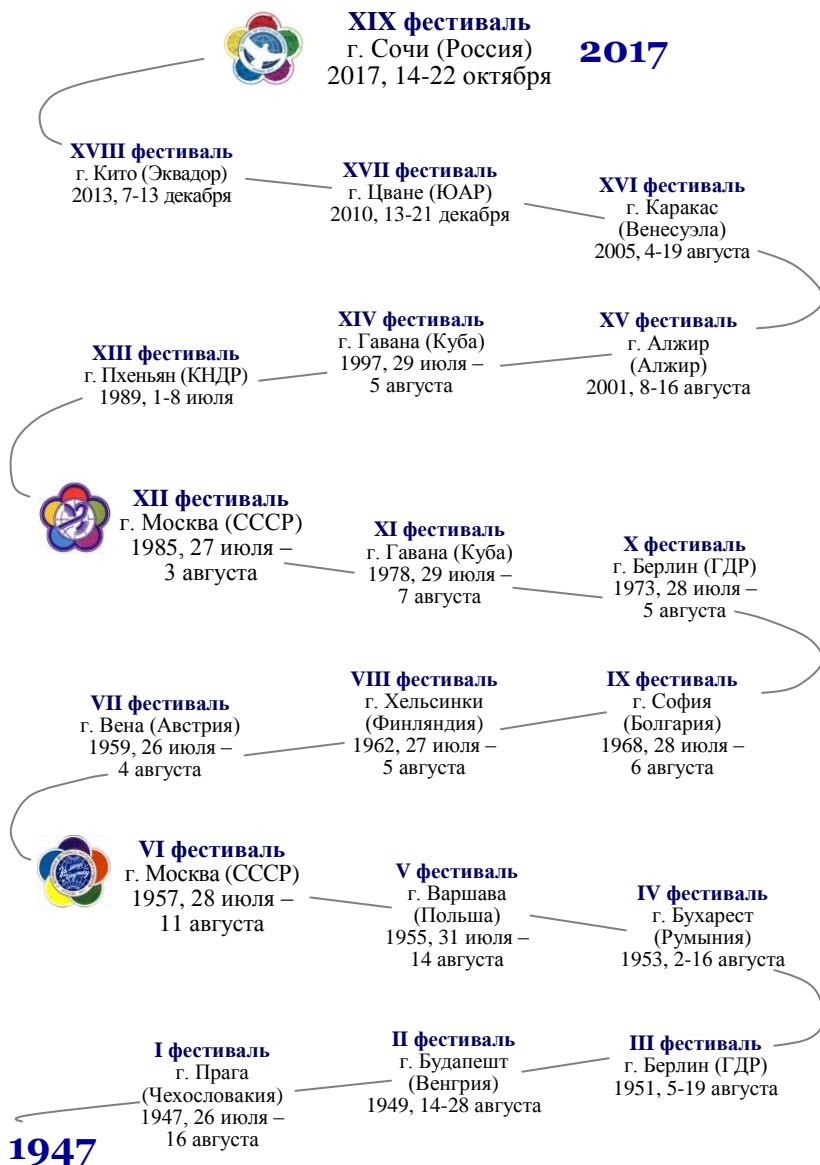 XIX фестиваль
г. Сочи (Россия)
2017, 14-22 октября
2017
XVIII фестиваль
г. Кито (Эквадор)
2013, 7-13 декабря
XVII фестиваль
г. Цване (ЮАР)
2010, 13-21 декабря
XVI фестиваль
г. Каракас
(Венесуэла)
2005, 4-19 августа
XIII фестиваль
г. Пхеньян (КНДР)
1989, 1-8 июля
XIV фестиваль
г. Гавана (Куба)
1997, 29 июля –
5 августа
XV фестиваль
г. Алжир
(Алжир)
2001, 8-16 августа
XII фестиваль
г. Москва (СССР)
1985, 27 июля –
3 августа
XI фестиваль
г. Гавана (Куба)
1978, 29 июля –
7 августа
X фестиваль
г. Берлин (ГДР)
1973, 28 июля –
5 августа
VII фестиваль
г. Вена (Австрия)
1959, 26 июля –
4 августа
VIII фестиваль
г. Хельсинки
(Финляндия)
1962, 27 июля –
5 августа
IX фестиваль
г. София
(Болгария)
1968, 28 июля –
6 августа
VI фестиваль
г. Москва (СССР)
1957, 28 июля –
11 августа
V фестиваль
г. Варшава
(Польша)
1955, 31 июля –
14 августа
IV фестиваль
г. Бухарест
(Румыния)
1953, 2-16 августа
I фестиваль
г. Прага
(Чехословакия)
1947, 26 июля –
16 августа
II фестиваль
г. Будапешт
(Венгрия)
1949, 14-28 августа
III фестиваль
г. Берлин (ГДР)
1951, 5-19 августа
1947